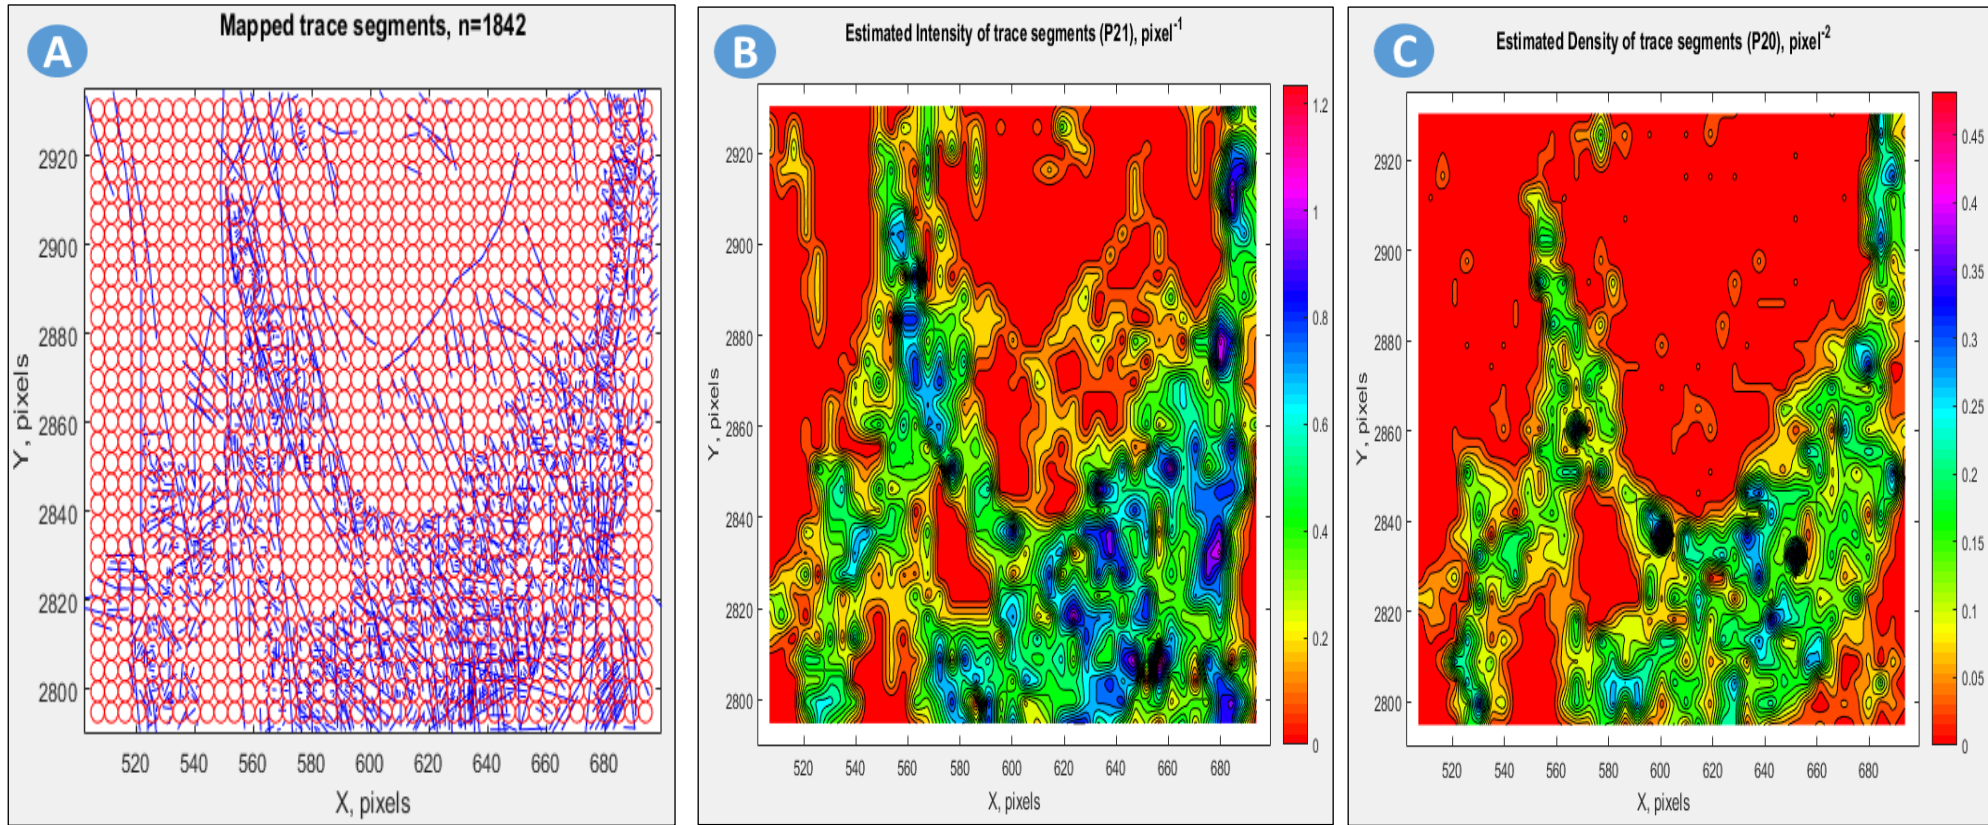 A
Mapped trace segments, n=1842
2920
2900
2880
2860
2840
2820
2800
Y, pixels
520 540 560 580 600 620 640 660 680
X, pixels
B
Estimated Intensity of trace segments (P21), pixel⁻¹
2920
2900
2880
2860
2840
2820
2800
Y, pixels
520 540 560 580 600 620 640 660 680
X, pixels
1.2
1
0.8
0.6
0.4
0.2
0
C
Estimated Density of trace segments (P20), pixel⁻²
2920
2900
2880
2860
2840
2820
2800
Y, pixels
520 540 560 580 600 620 640 660 680
X, pixels
0.45
0.4
0.35
0.3
0.25
0.2
0.15
0.1
0.05
0